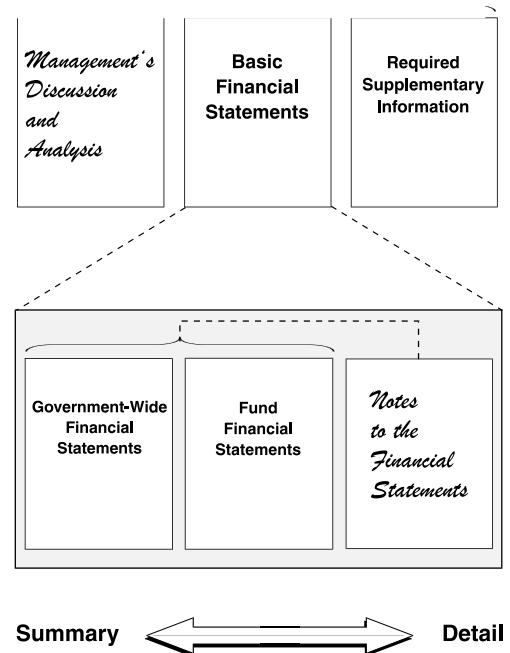 Management's
Discussion
and
Analysis
Basic
Financial
Statements
Required
Supplementary
Information
Government-Wide
Financial
Statements
Fund
Financial
Statements
Notes
to the
Financial
Statements
Summary
Detail